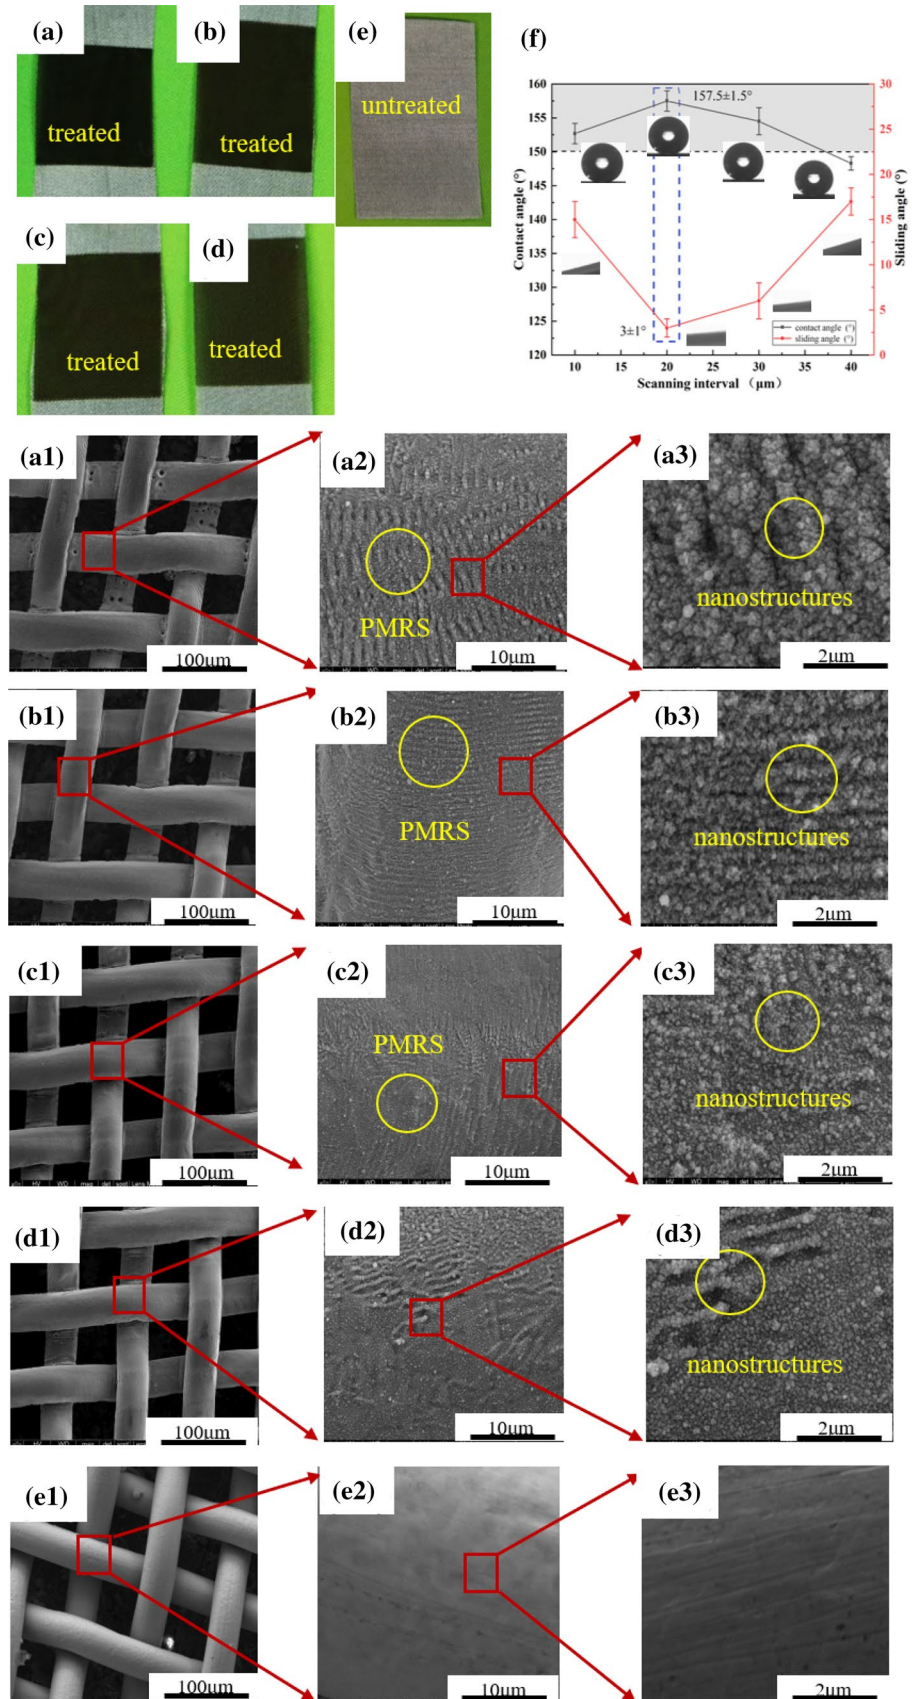 (a)
(b)
(e)
(f)
treated
treated
untreated
(c)
(d)
treated
treated
160
155
150
145
140
135
130
125
120
Contact angle (°)
30
25
20
15
10
5
0
Sliding angle (°)
157.5±1.5°
3±1°
contact angle (°)
sliding angle (°)
10 15 20 25 30 35 40
Scanning interval (μm)
(a1)
100μm
(a2)
PMRS
10μm
(a3)
nanostructures
2μm
(b1)
100μm
(b2)
PMRS
10μm
(b3)
nanostructures
2μm
(c1)
100μm
(c2)
PMRS
10μm
(c3)
nanostructures
2μm
(d1)
100μm
(d2)
10μm
(d3)
nanostructures
2μm
(e1)
100μm
(e2)
10μm
(e3)
2μm